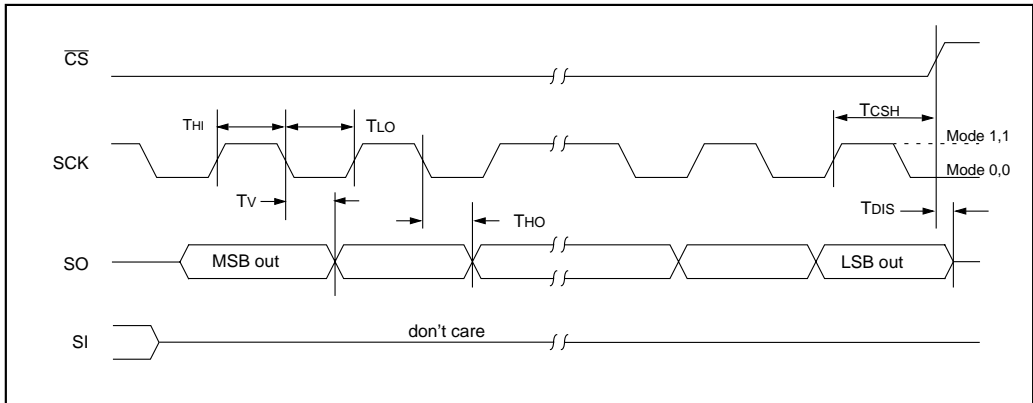 CS
THI
TLO
TCSH
Mode 1,1
SCK
Mode 0,0
TV
THO
TDIS
SO
MSB out
LSB out
SI
don't care